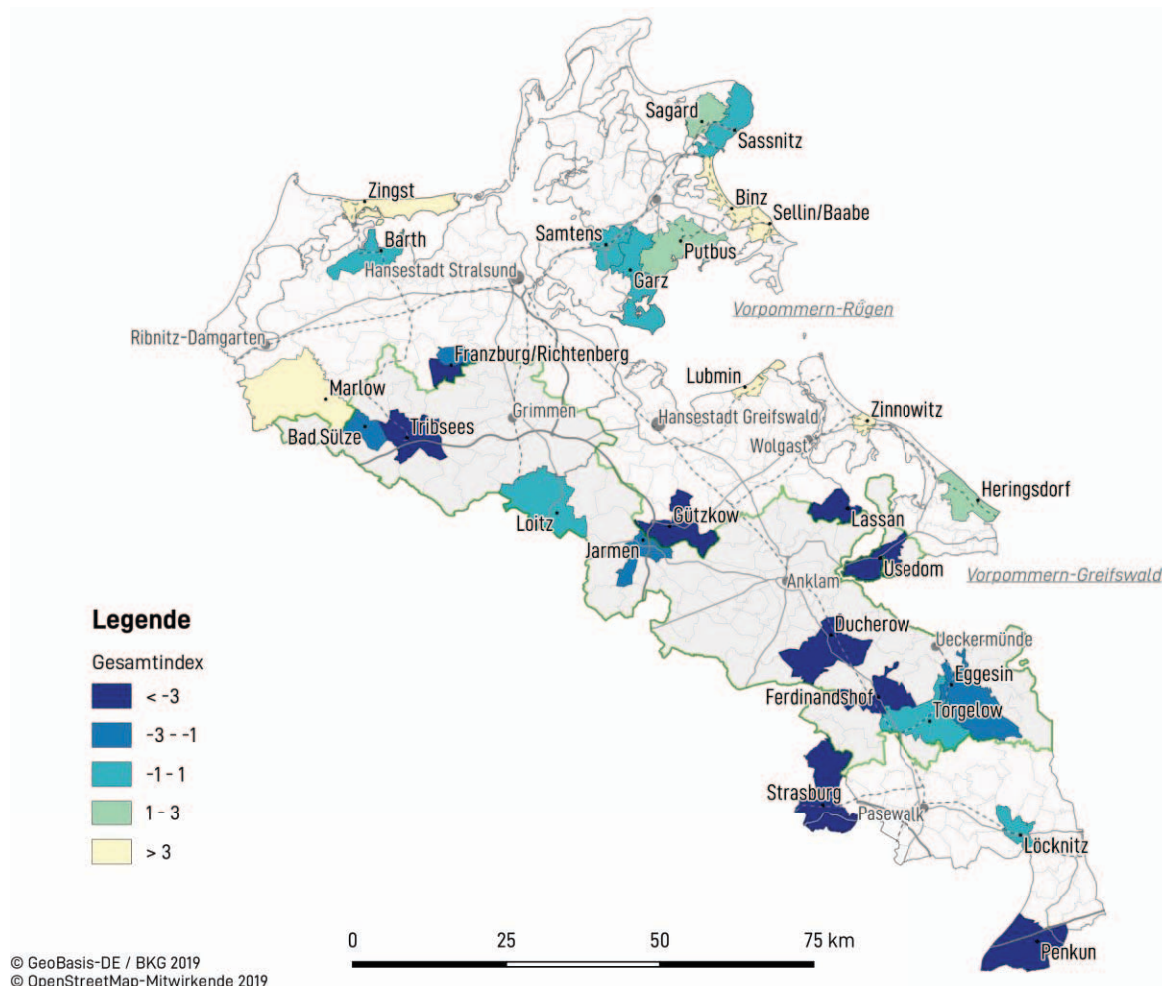 Sagard
Sassnitz
Zingst
Binz
Sellin/Baabe
Barth
Samtens
Putbus
Hansestadt Stralsund
Garz
Vorpommern-Rügen
Ribnitz-Damgarten
Franzburg/Richtenberg
Lubmin
Marlow
Grimmen
Hansestadt Greifswald
Zinnowitz
Bad Sülze
Tribsees
Wolgast
Heringsdorf
Loitz
Gützkow
Lassan
Jarmen
Usedom
Anklam
Vorpommern-Greifswald
Legende
Gesamtindex
< -3
-3 - -1
-1 - 1
1 - 3
> 3
Ducherow
Ueckermünde
Eggesin
Ferdinandshof
Torgelow
Strasburg
Pasewalk
Löcknitz
Penkun
0 25 50 75 km
© GeoBasis-DE / BKG 2019
© OpenStreetMap-Mitwirkende 2019